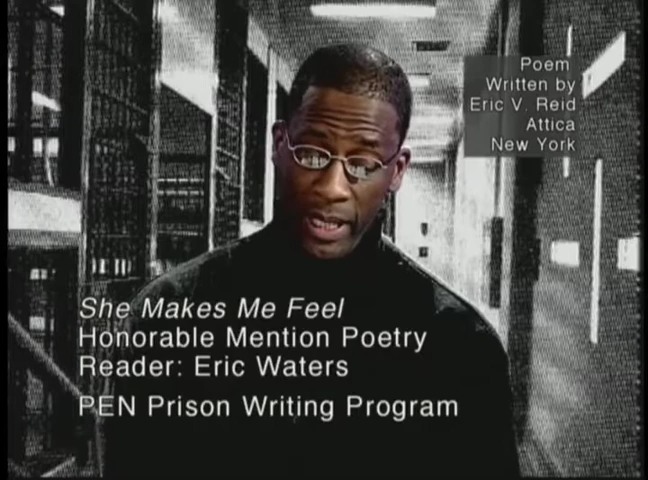 Poem
Written by
Eric V. Reid
Attica
New York
She Makes Me Feel
Honorable Mention Poetry
Reader: Eric Waters
PEN Prison Writing Program